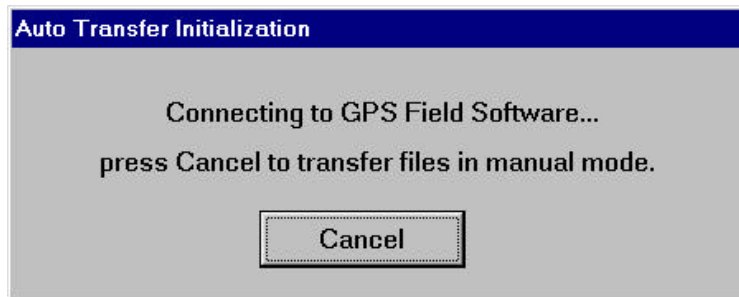 Auto Transfer Initialization
Connecting to GPS Field Software...
press Cancel to transfer files in manual mode.
Cancel